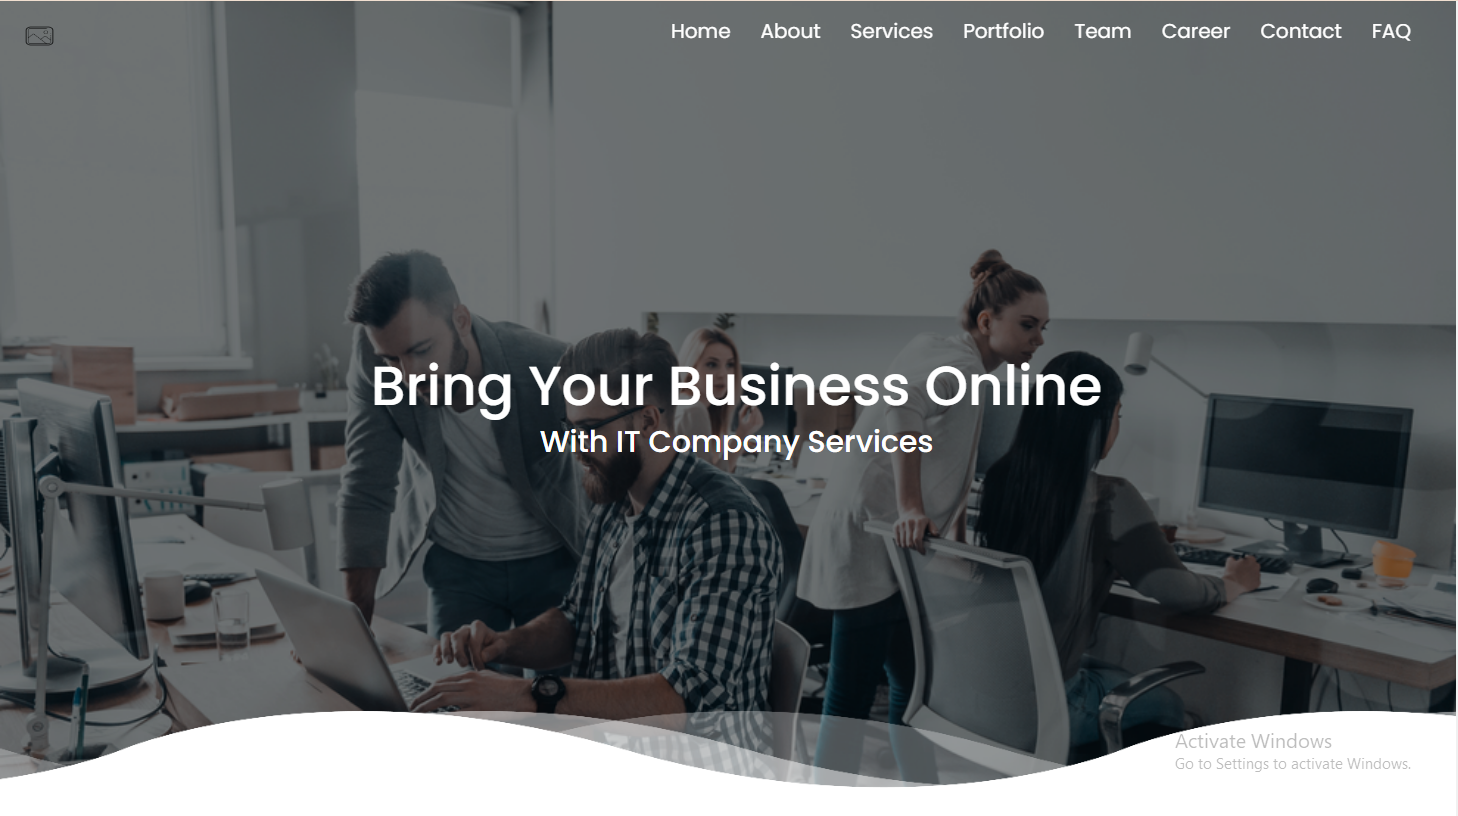 Home About Services Portfolio Team Career Contact FAQ
Bring Your Business Online
With IT Company Services
Activate Windows
Go to Settings to activate Windows.